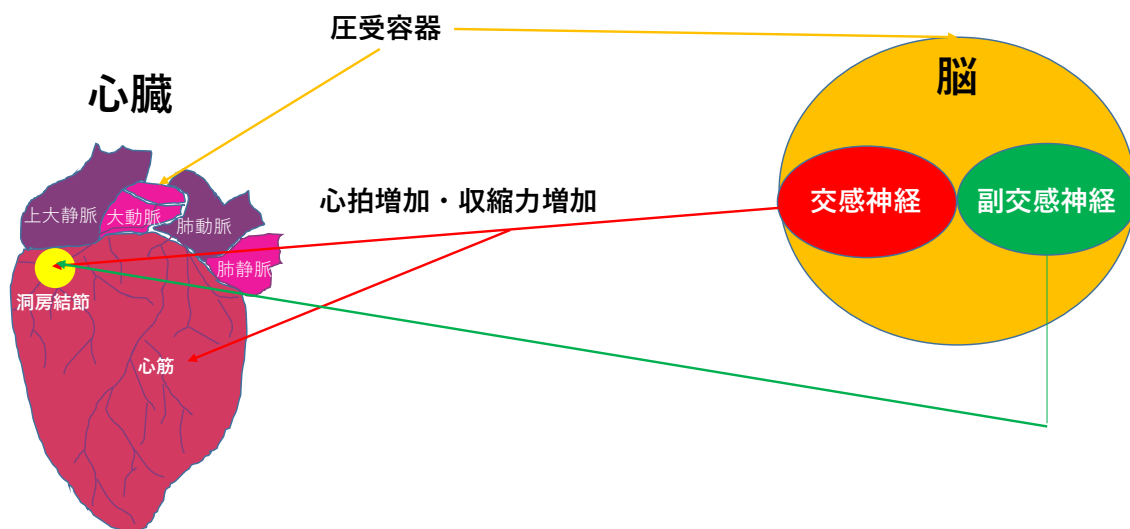 圧受容器
脳
心臓
上大静脈
大動脈
肺動脈
心拍増加・収縮力増加
交感神経
副交感神経
肺静脈
洞房結節
心筋